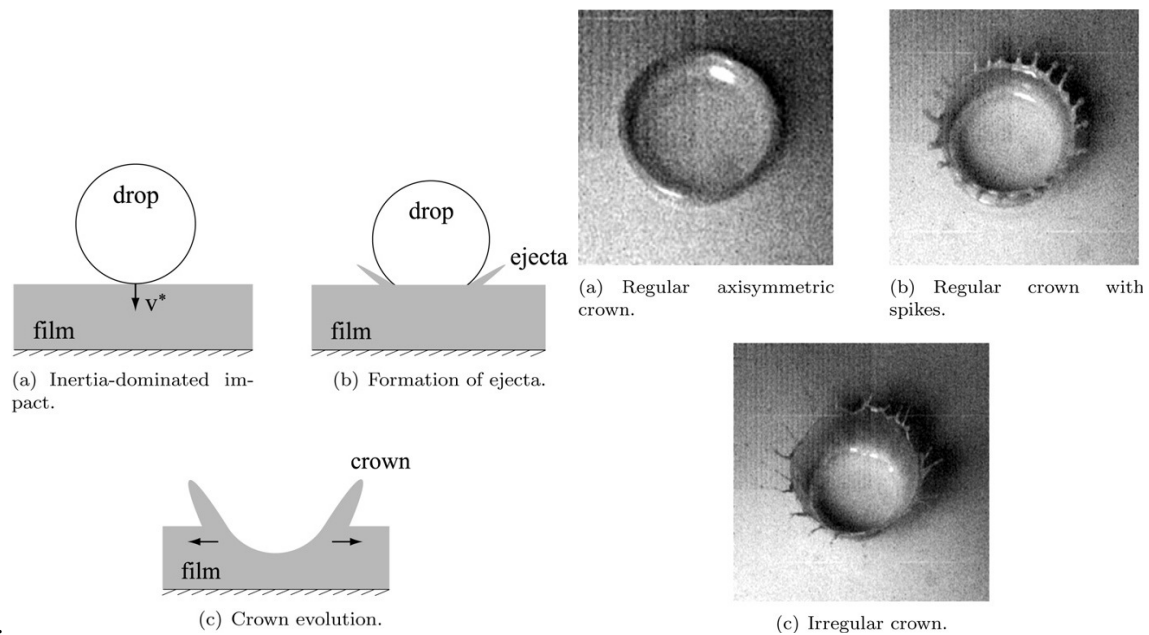 drop
v*
film
(a) Inertia-dominated im-
pact.
drop
ejecta
film
(b) Formation of ejecta.
crown
film
(c) Crown evolution.
(a) Regular axisymmetric
crown.
(b) Regular crown with
spikes.
(c) Irregular crown.